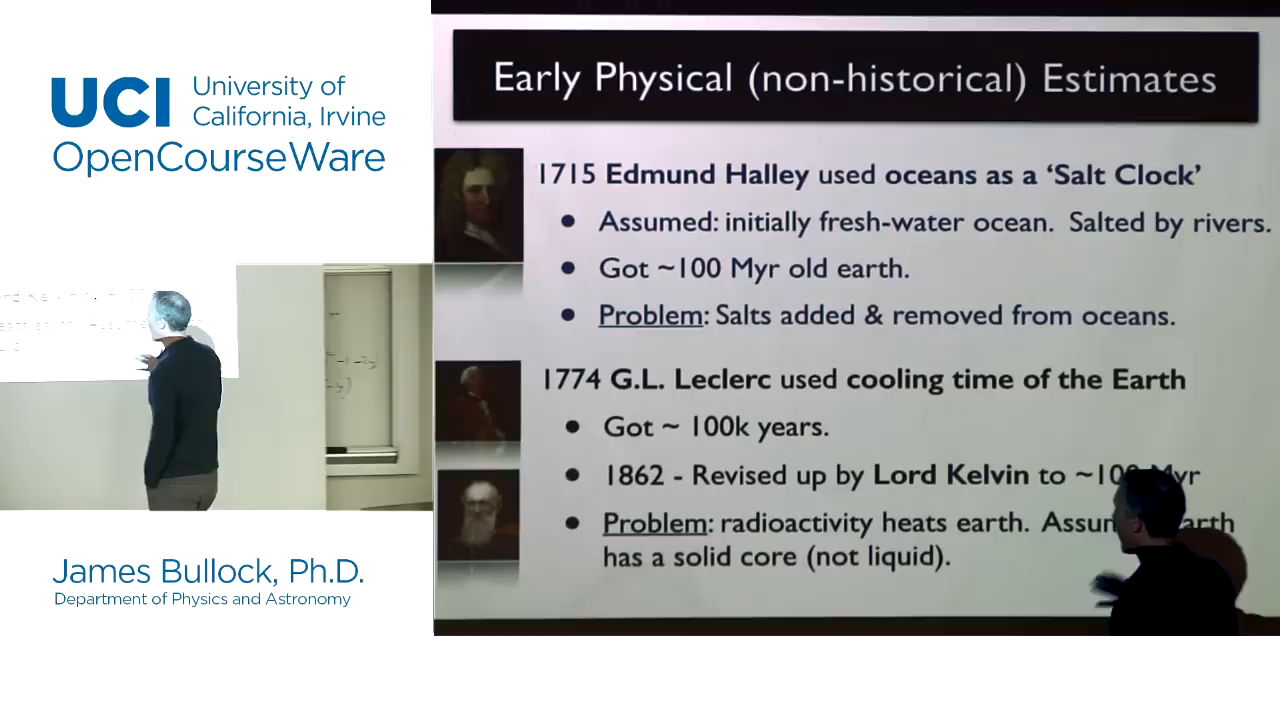 UCI University of
California, Irvine
OpenCourseWare
James Bullock, Ph.D.
Department of Physics and Astronomy
Early Physical (non-historical) Estimates
1715 Edmund Halley used oceans as a ‘Salt Clock’
• Assumed: initially fresh-water ocean. Salted by rivers.
• Got ~100 Myr old earth.
• Problem: Salts added & removed from oceans.
1774 G.L. Leclerc used cooling time of the Earth
• Got ~ 100k years.
• 1862 - Revised up by Lord Kelvin to ~100 Myr
• Problem: radioactivity heats earth.
has a solid core (not liquid).